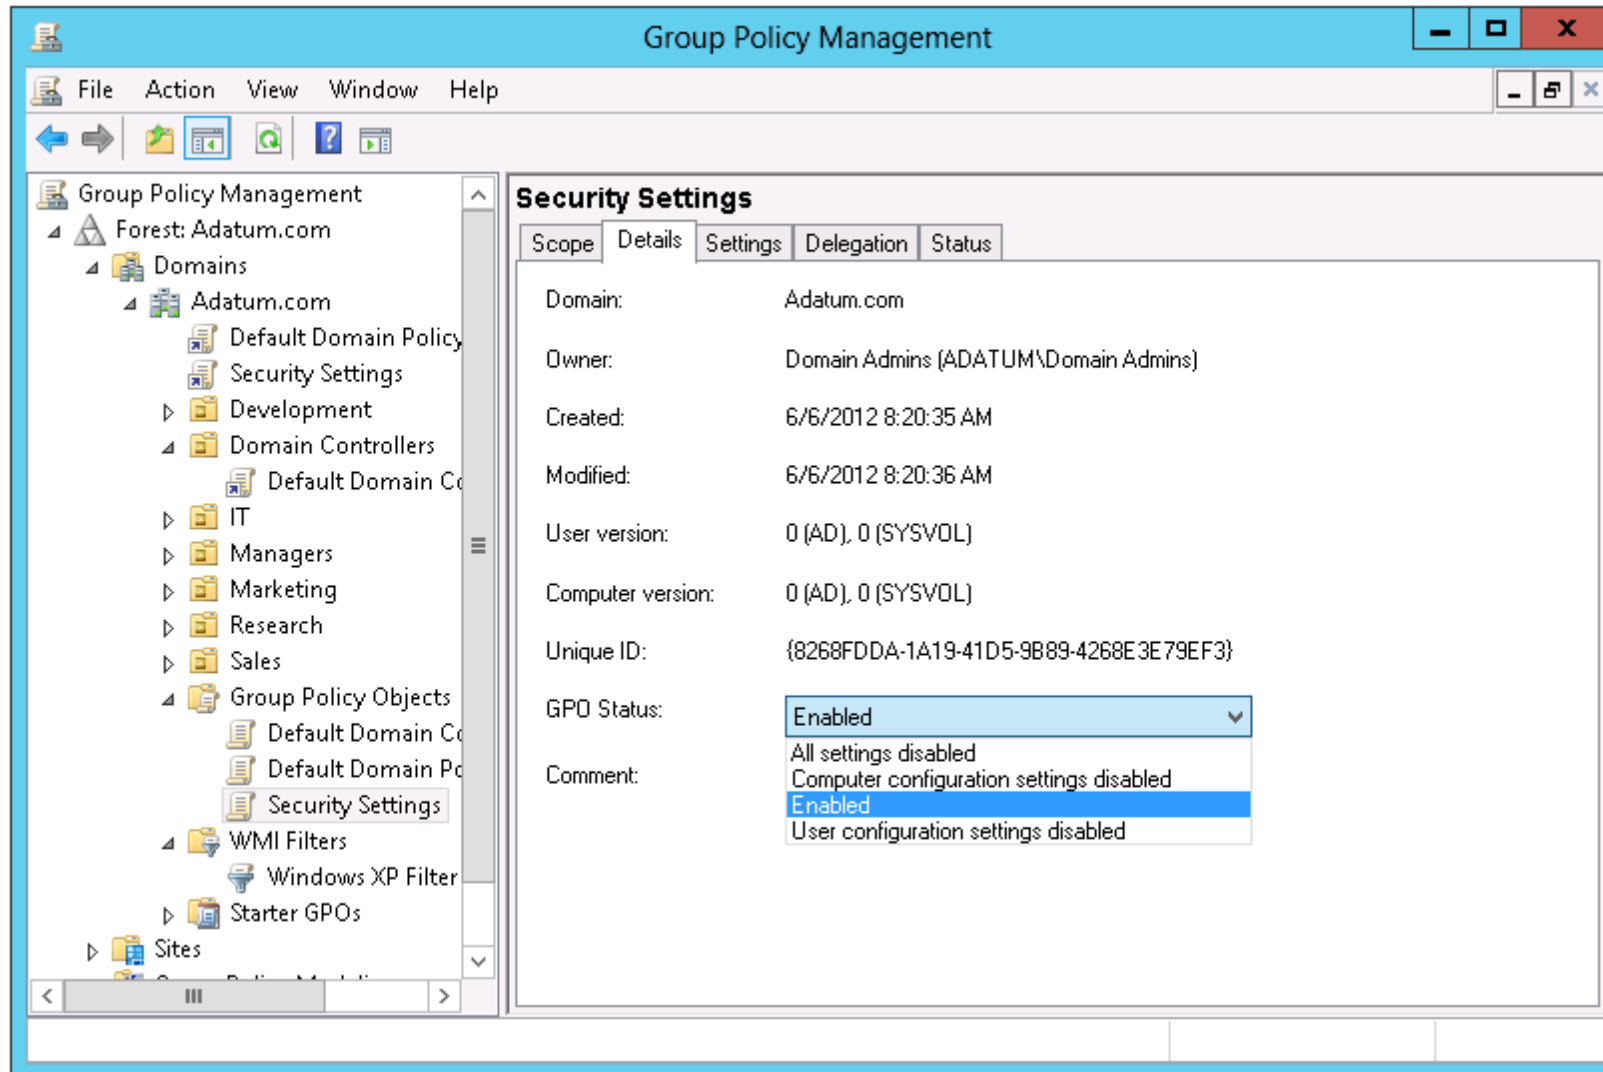 Group Policy Management
File Action View Window Help
Group Policy Management
Forest: Adatum.com
Domains
Adatum.com
Default Domain Policy
Security Settings
Development
Domain Controllers
Default Domain Co
IT
Managers
Marketing
Research
Sales
Group Policy Objects
Default Domain Co
Default Domain Po
Security Settings
WMI Filters
Windows XP Filter
Starter GPOs
Sites
Security Settings
Scope Details Settings Delegation Status
Domain: Adatum.com
Owner: Domain Admins (ADATUM\Domain Admins)
Created: 6/6/2012 8:20:35 AM
Modified: 6/6/2012 8:20:36 AM
User version: 0 (AD), 0 (SYSVOL)
Computer version: 0 (AD), 0 (SYSVOL)
Unique ID: {8268FDDA-1A19-41D5-9B89-4268E3E79EF3}
GPO Status: Enabled
All settings disabled
Computer configuration settings disabled
Enabled
User configuration settings disabled
Comment: